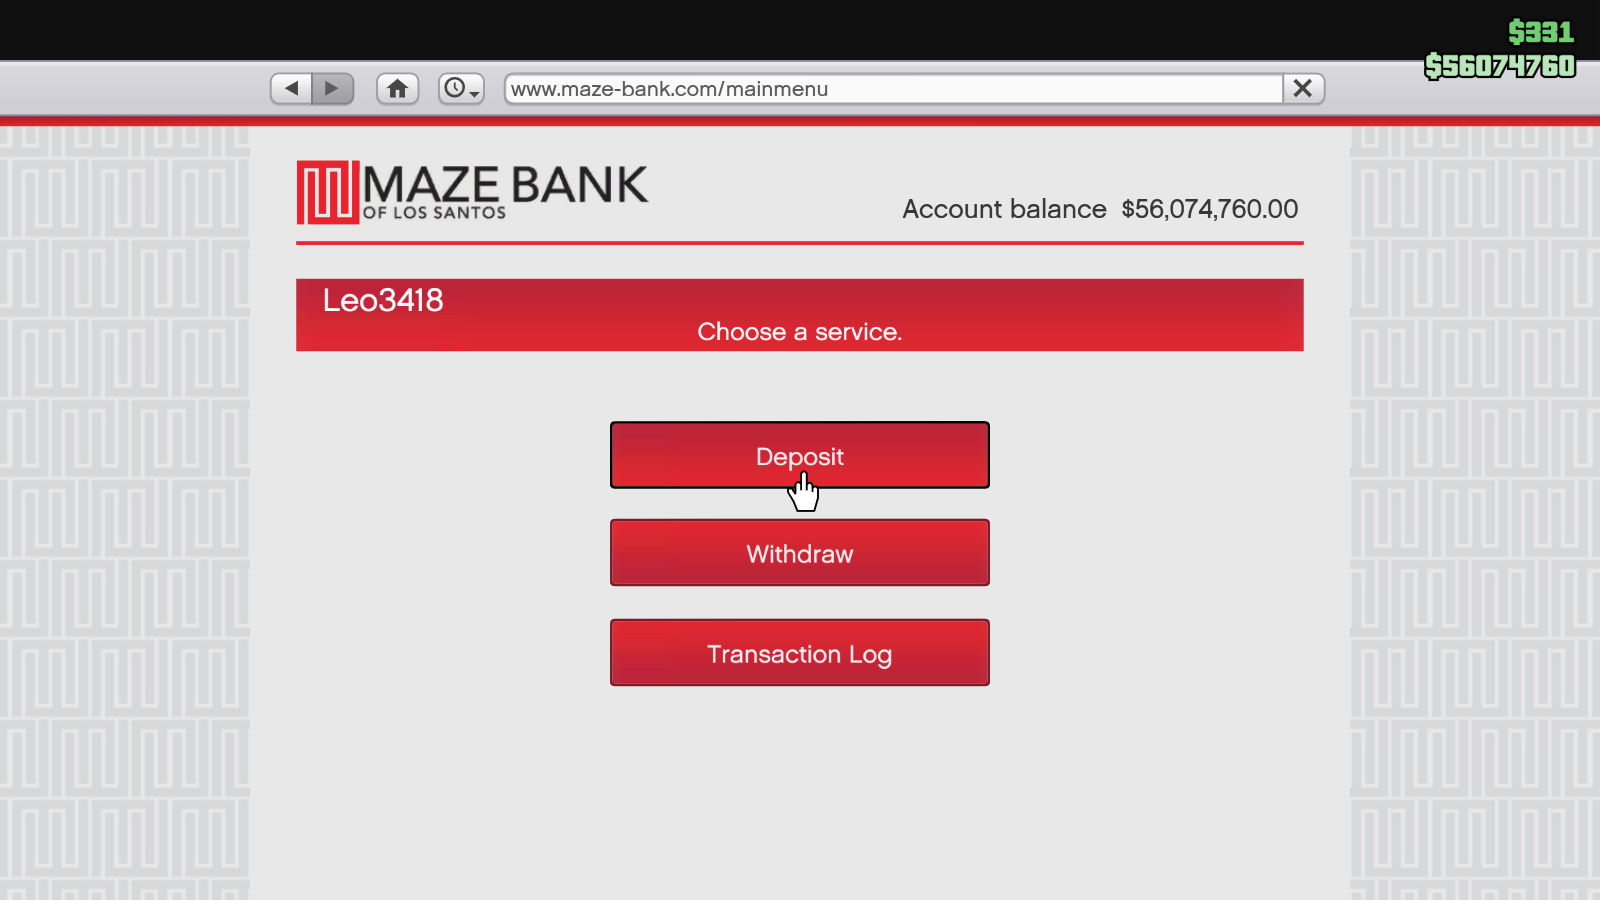 $331
$56074760
www.maze-bank.com/mainmenu
MAZE BANK
OF LOS SANTOS
Account balance $56,074,760.00
Leo3418
Choose a service.
Deposit
Withdraw
Transaction Log